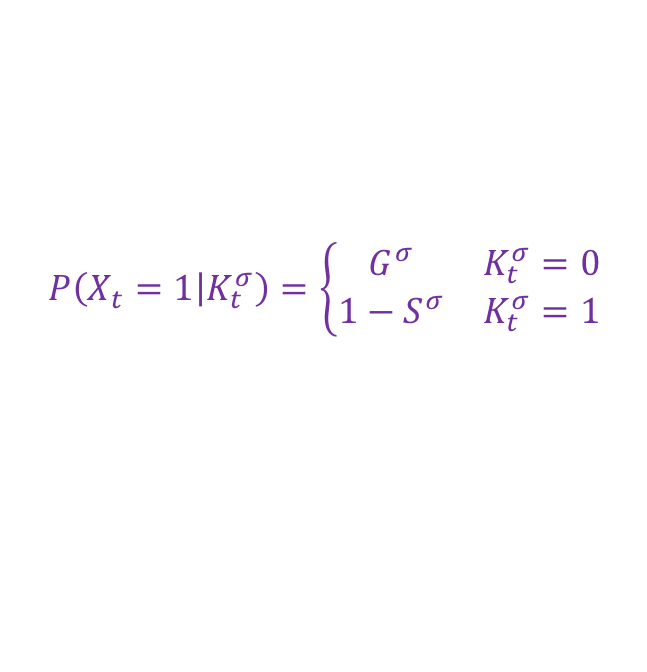 P(X_t = 1|K_t^σ) = { G^σ K_t^σ = 0
1 − S^σ K_t^σ = 1